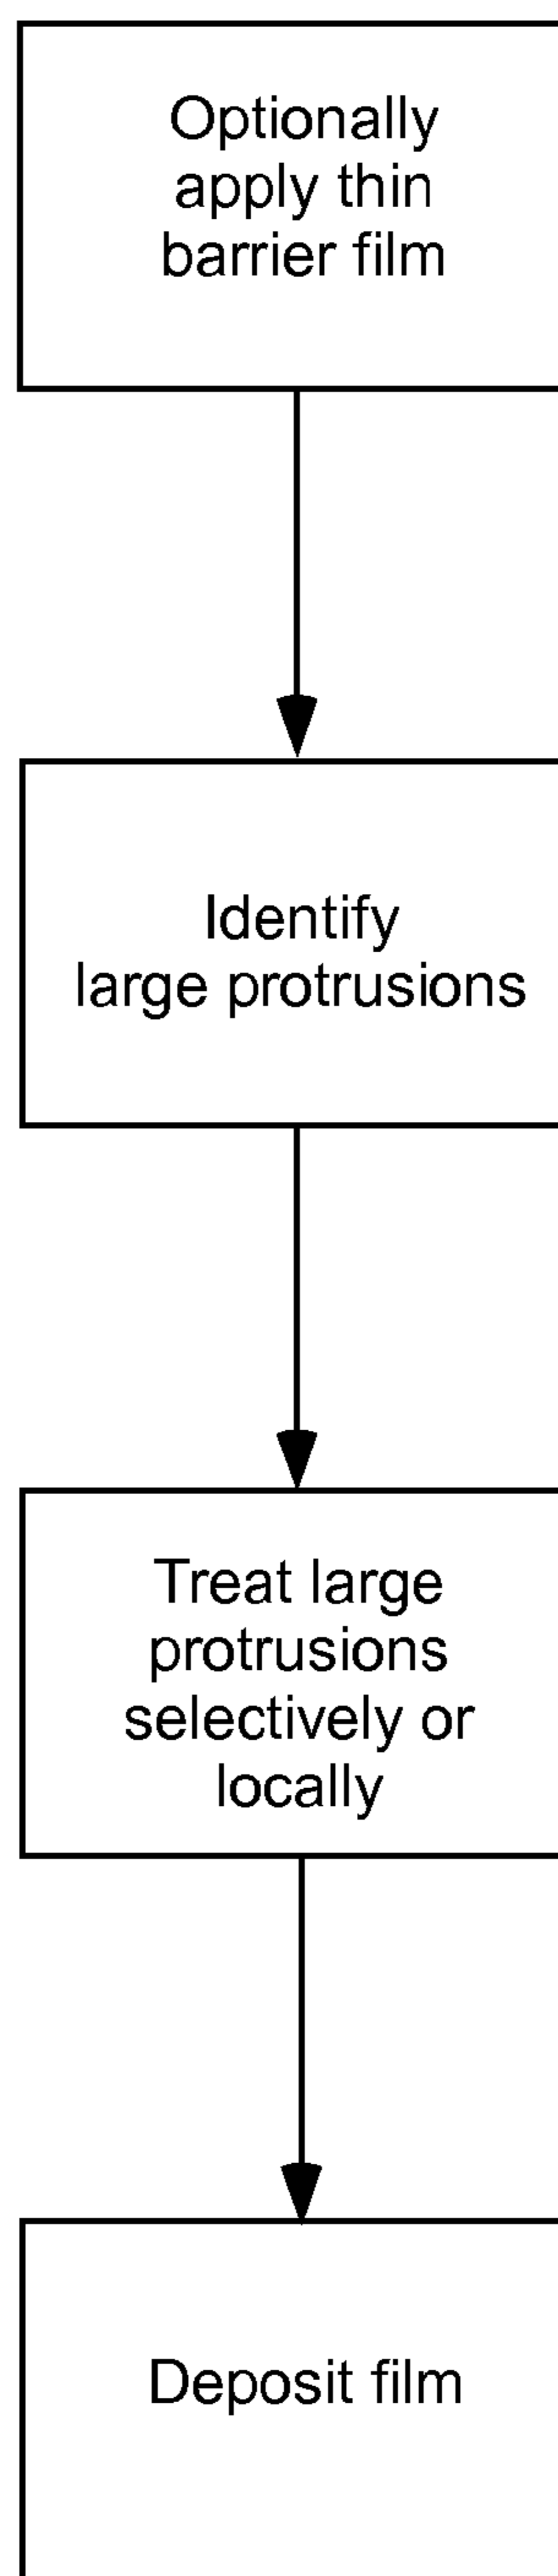 Optionally
apply thin
barrier film
Identify
large protrusions
Treat large
protrusions
selectively or
locally
Deposit film